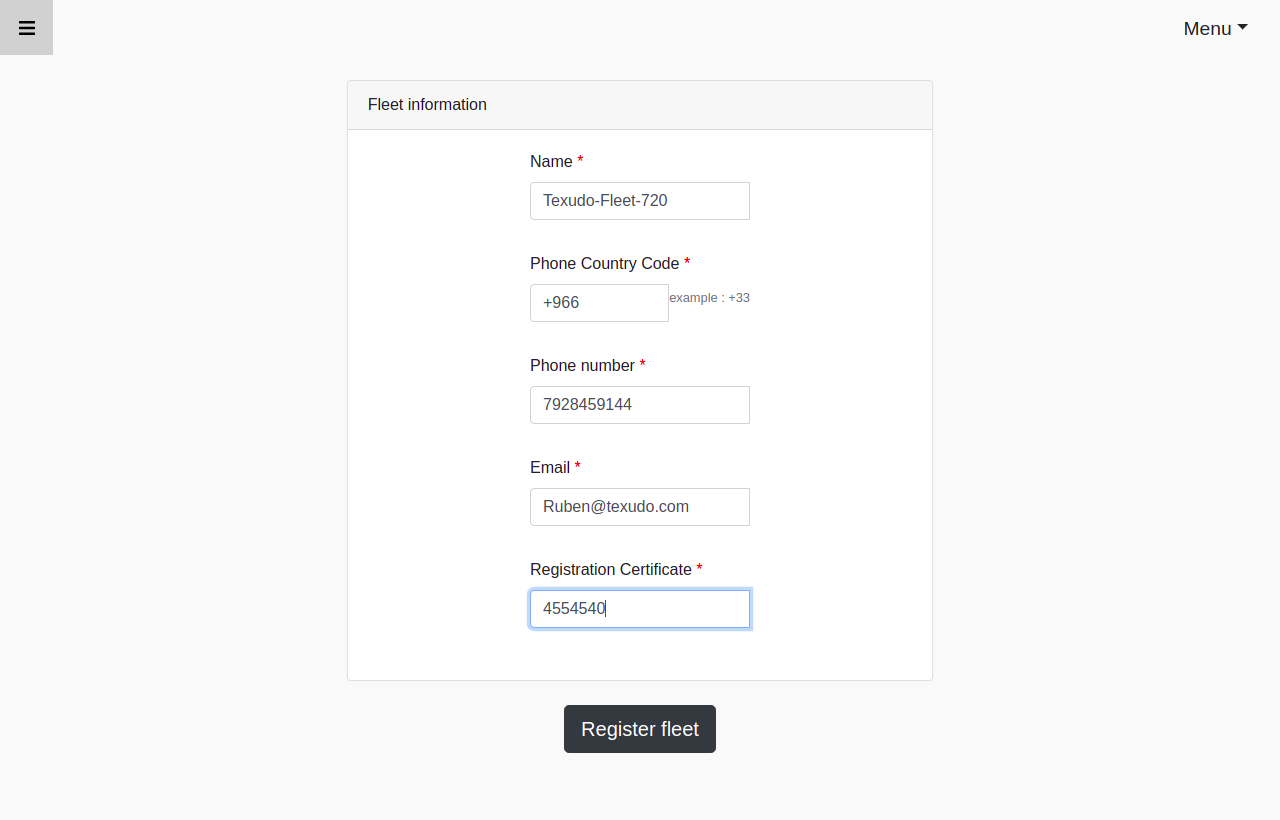 Menu
Fleet information
Name *
Texudo-Fleet-720
Phone Country Code *
+966
example : +33
Phone number *
7928459144
Email *
Ruben@texudo.com
Registration Certificate *
4554540
Register fleet